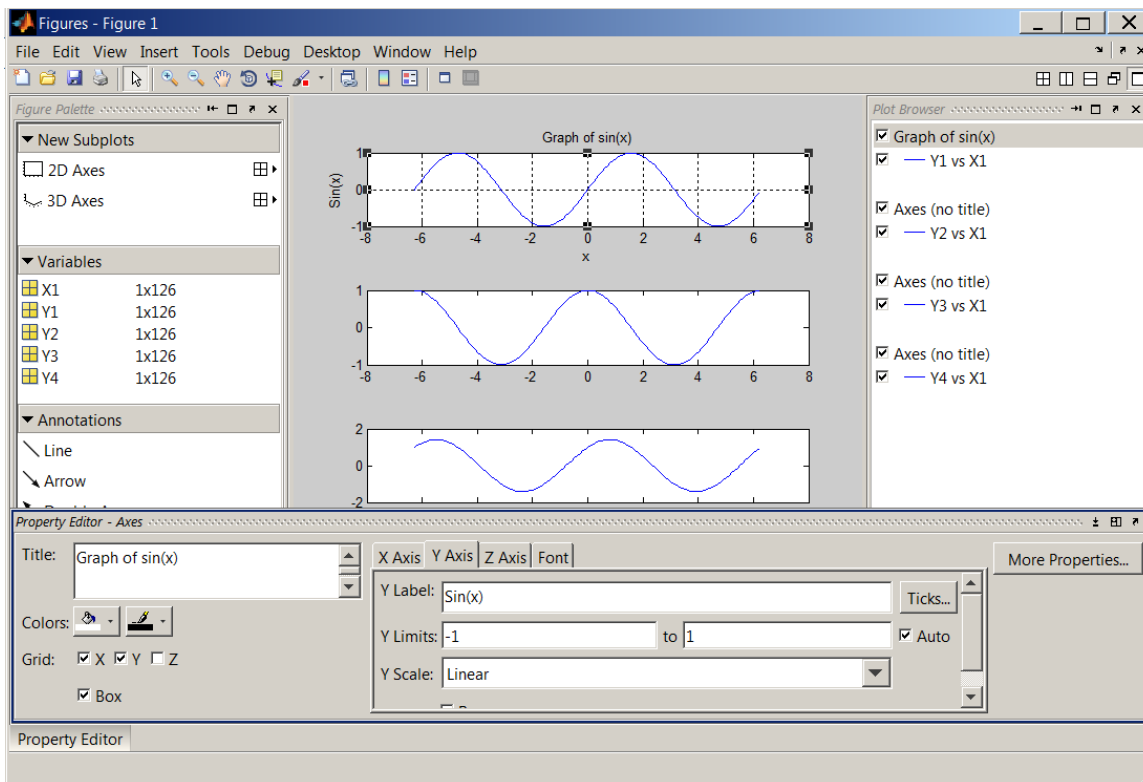 Figures - Figure 1
File Edit View Insert Tools Debug Desktop Window Help
Figure Palette
New Subplots
2D Axes
3D Axes
Variables
X1 1x126
Y1 1x126
Y2 1x126
Y3 1x126
Y4 1x126
Annotations
Line
Arrow
Graph of sin(x)
Sin(x)
1
0
-1
-8 -6 -4 -2 0 2 4 6 8
x
1
0
-1
-8 -6 -4 -2 0 2 4 6 8
2
0
-2
Plot Browser
Graph of sin(x)
Y1 vs X1
Axes (no title)
Y2 vs X1
Axes (no title)
Y3 vs X1
Axes (no title)
Y4 vs X1
Property Editor - Axes
Title: Graph of sin(x)
Colors:
Grid: X Y Z
Box
X Axis Y Axis Z Axis Font
Y Label: Sin(x) Ticks...
Y Limits: -1 to 1 Auto
Y Scale: Linear
More Properties...
Property Editor